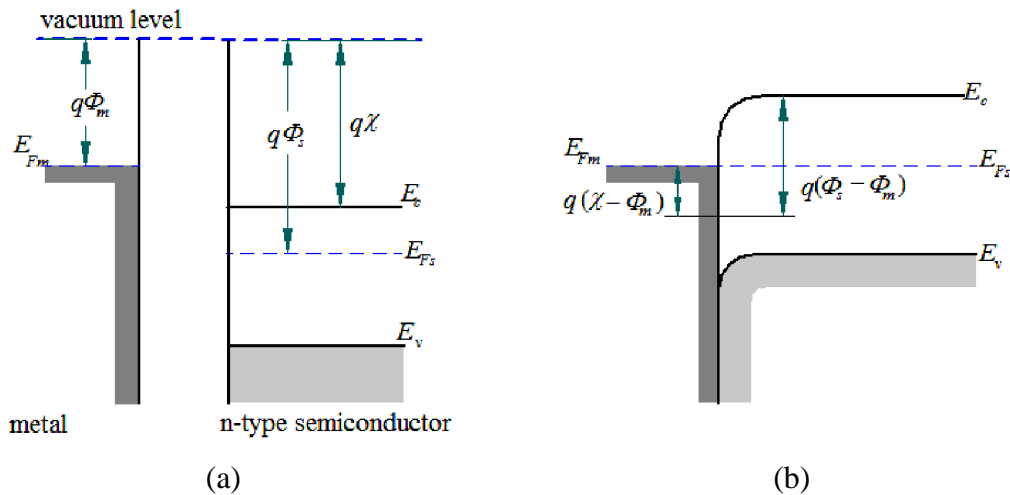 vacuum level
qΦm
qΦs
qχ
EFm
Ec
EFs
Ev
metal
n-type semiconductor
(a)
Ec
EFm
EFs
q(χ−Φm)
q(Φs−Φm)
Ev
(b)